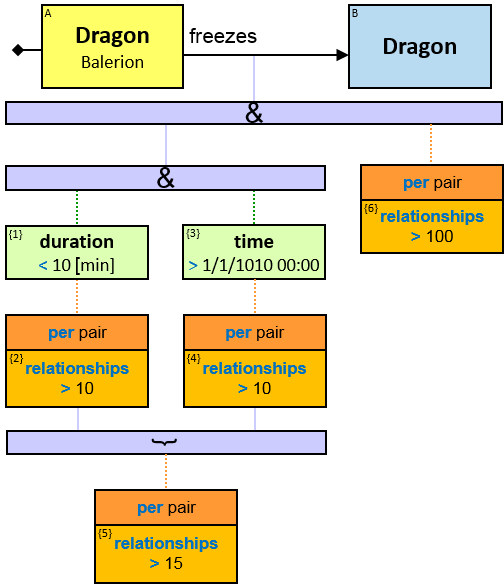 A
Dragon
Balerion
freezes
B
Dragon
&
&
per pair
{6} relationships
> 100
{1} duration
< 10 [min]
{3} time
> 1/1/1010 00:00
per pair
{2} relationships
> 10
per pair
{4} relationships
> 10
}
per pair
{5} relationships
> 15